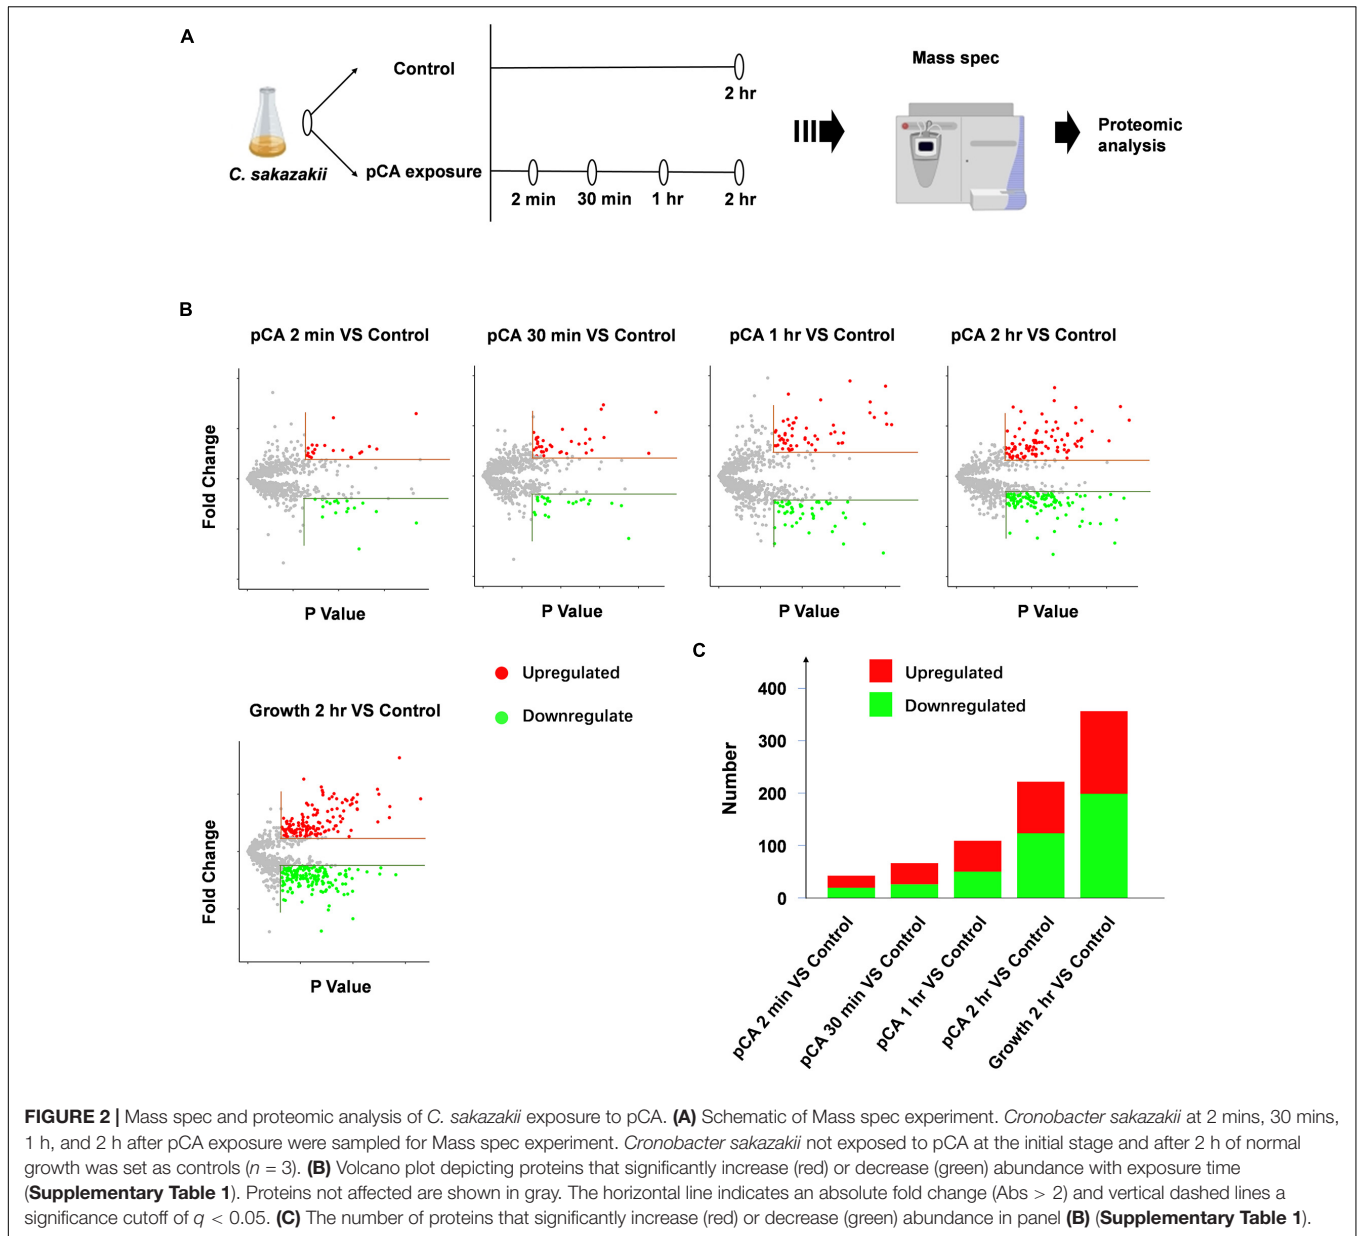 A
Control
2 hr
C. sakazakii
pCA exposure
2 min 30 min 1 hr 2 hr
Mass spec
Proteomic
analysis
B
pCA 2 min VS Control
pCA 30 min VS Control
pCA 1 hr VS Control
pCA 2 hr VS Control
Fold Change
P Value
P Value
P Value
P Value
Growth 2 hr VS Control
Fold Change
P Value
Upregulated
Downregulate
C
Upregulated
Downregulated
Number
400
300
200
100
0
pCA 2 min VS Control
pCA 30 min VS Control
pCA 1 hr VS Control
pCA 2 hr VS Control
Growth 2 hr VS Control
FIGURE 2 | Mass spec and proteomic analysis of C. sakazakii exposure to pCA. (A) Schematic of Mass spec experiment. Cronobacter sakazakii at 2 mins, 30 mins,
1 h, and 2 h after pCA exposure were sampled for Mass spec experiment. Cronobacter sakazakii not exposed to pCA at the initial stage and after 2 h of normal
growth was set as controls (n = 3). (B) Volcano plot depicting proteins that significantly increase (red) or decrease (green) abundance with exposure time
(Supplementary Table 1). Proteins not affected are shown in gray. The horizontal line indicates an absolute fold change (Abs > 2) and vertical dashed lines a
significance cutoff of q < 0.05. (C) The number of proteins that significantly increase (red) or decrease (green) abundance in panel (B) (Supplementary Table 1).